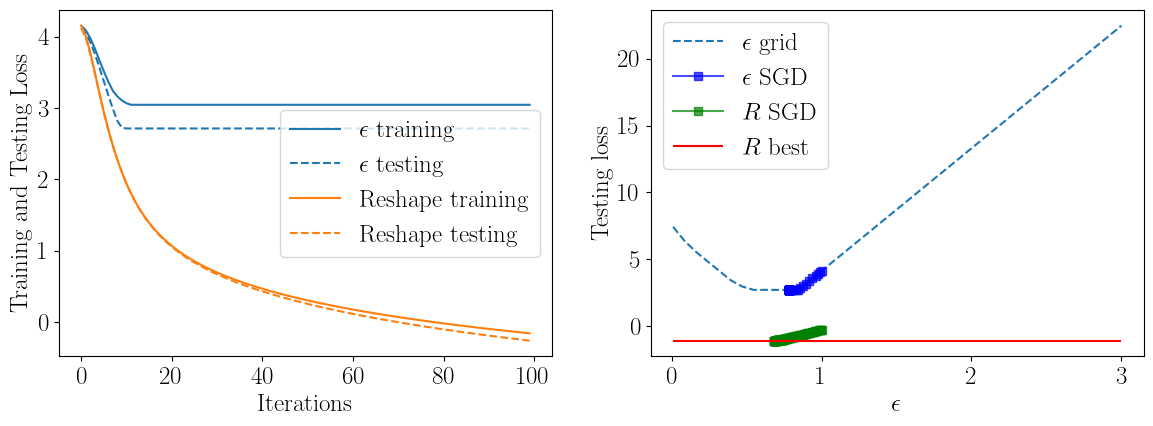 Training and Testing Loss
4
3
2
1
0
0
20
40
60
80
100
Iterations
ϵ training
ϵ testing
Reshape training
Reshape testing
Testing loss
20
15
10
5
0
0
1
2
3
ϵ
ϵ grid
ϵ SGD
R SGD
R best